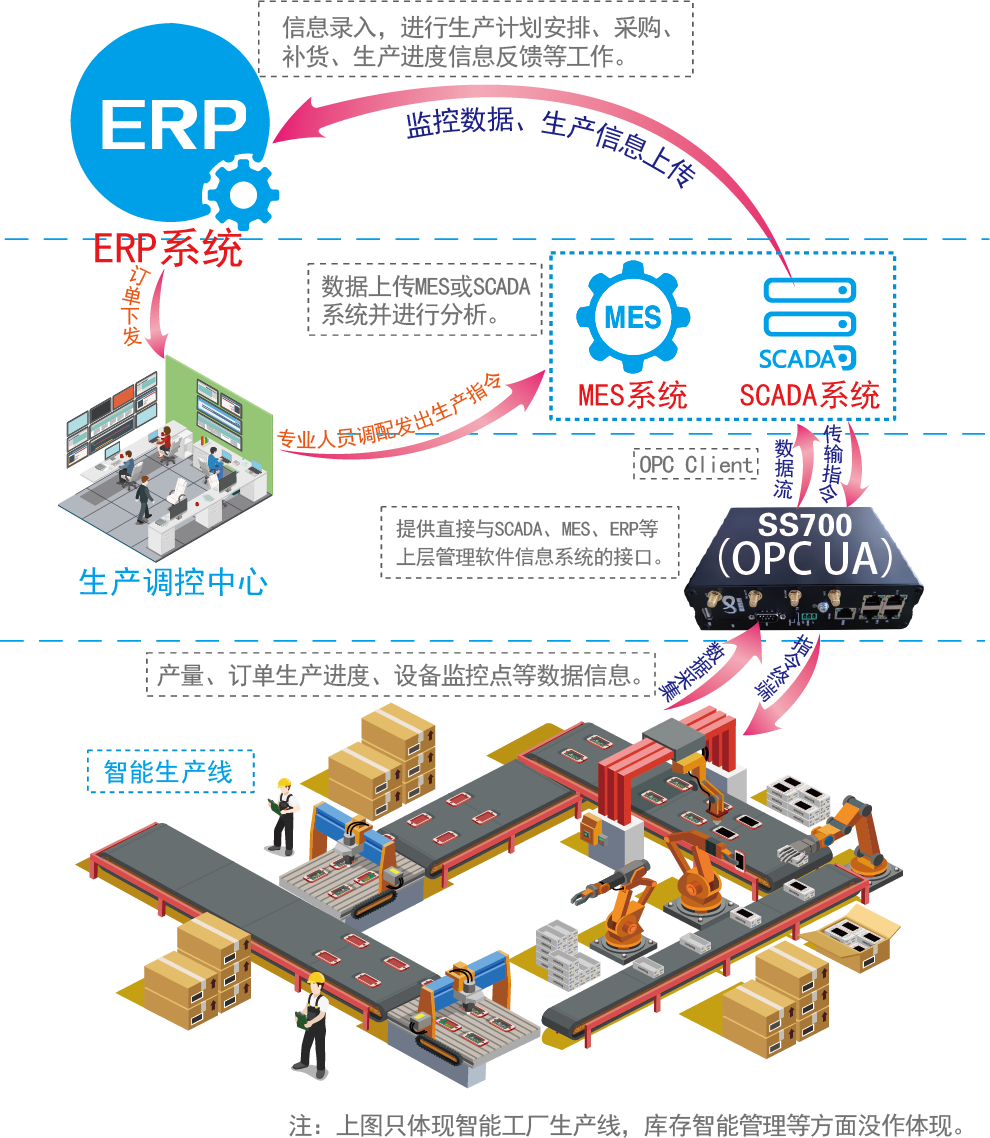 信息录入，进行生产计划安排、采购、
补货、生产进度信息反馈等工作。
ERP
监控数据、生产信息上传
ERP系统
订单下发
数据上传MES或SCADA
系统并进行分析。
MES
SCADA
MES系统
SCADA系统
专业人员调配发出生产指令
数据流
传输指令
OPC Client
提供直接与SCADA、MES、ERP等
上层管理软件信息系统的接口。
SS700
（OPC UA）
生产调控中心
数据采集
指令终端
产量、订单生产进度、设备监控点等数据信息。
智能生产线
注：上图只体现智能工厂生产线，库存智能管理等方面没作体现。